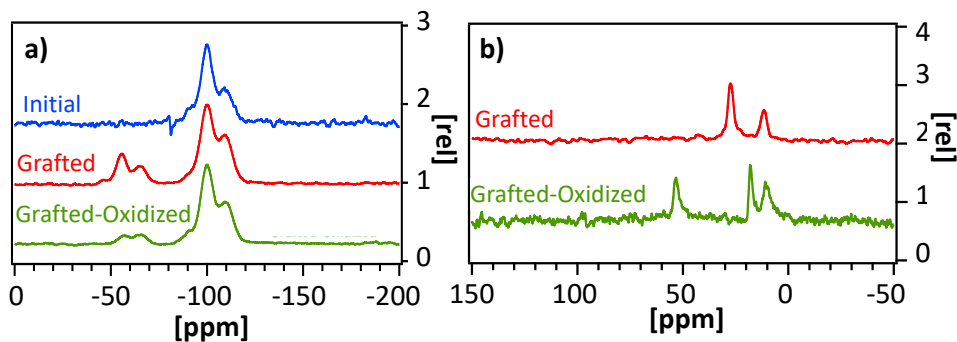 a)
Initial
Grafted
Grafted-Oxidized
3
2
1
0
[rel]
0 -50 -100 -150 -200
[ppm]
b)
Grafted
Grafted-Oxidized
4
3
2
1
0
[rel]
150 100 50 0 -50
[ppm]